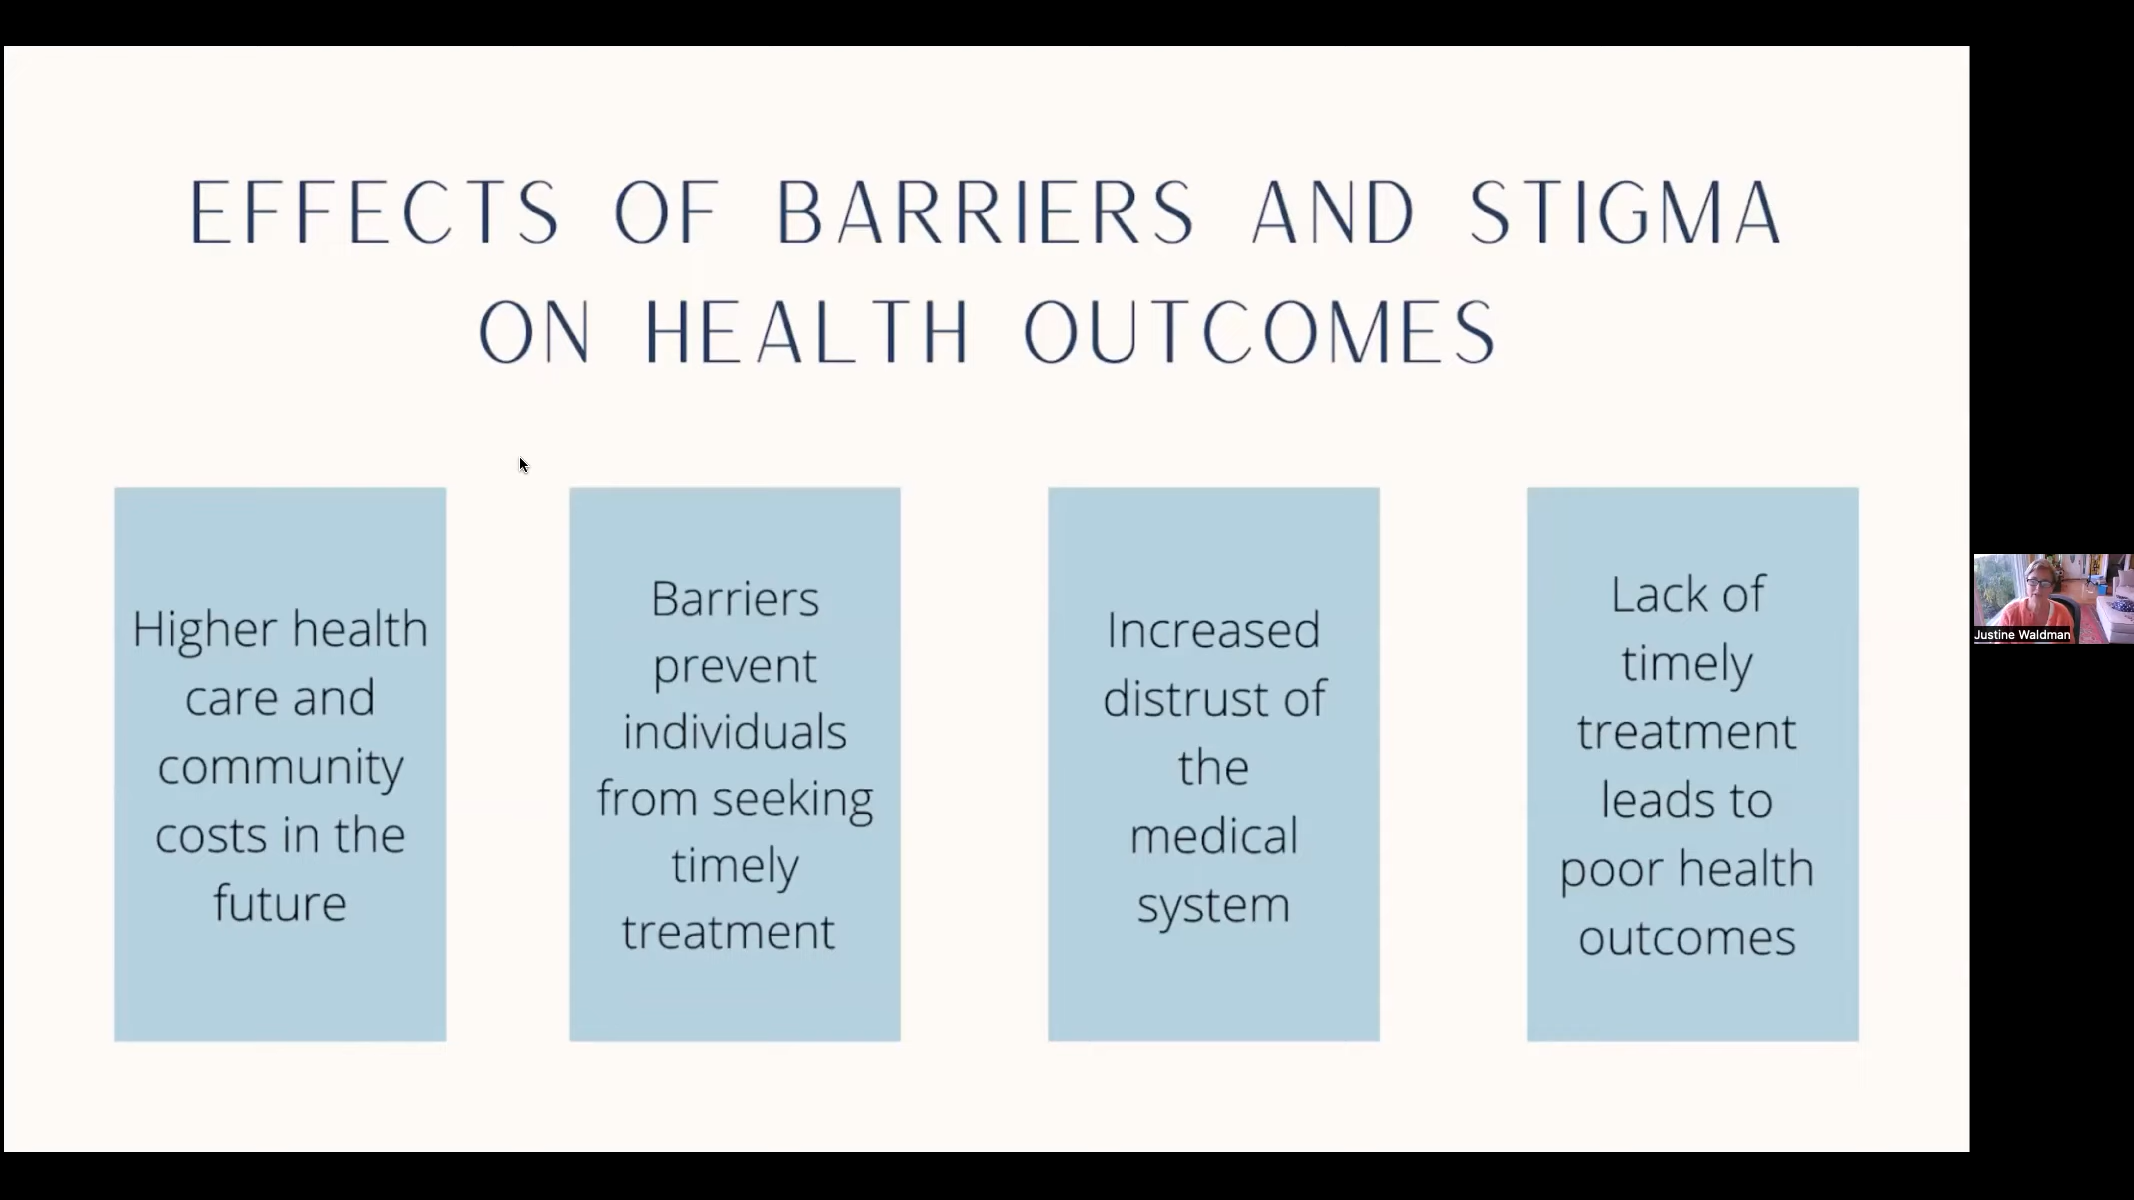 EFFECTS OF BARRIERS AND STIGMA
ON HEALTH OUTCOMES
Higher health
care and
community
costs in the
future
Barriers
prevent
individuals
from seeking
timely
treatment
Increased
distrust of
the
medical
system
Lack of
timely
treatment
leads to
poor health
outcomes
Justine Waldman